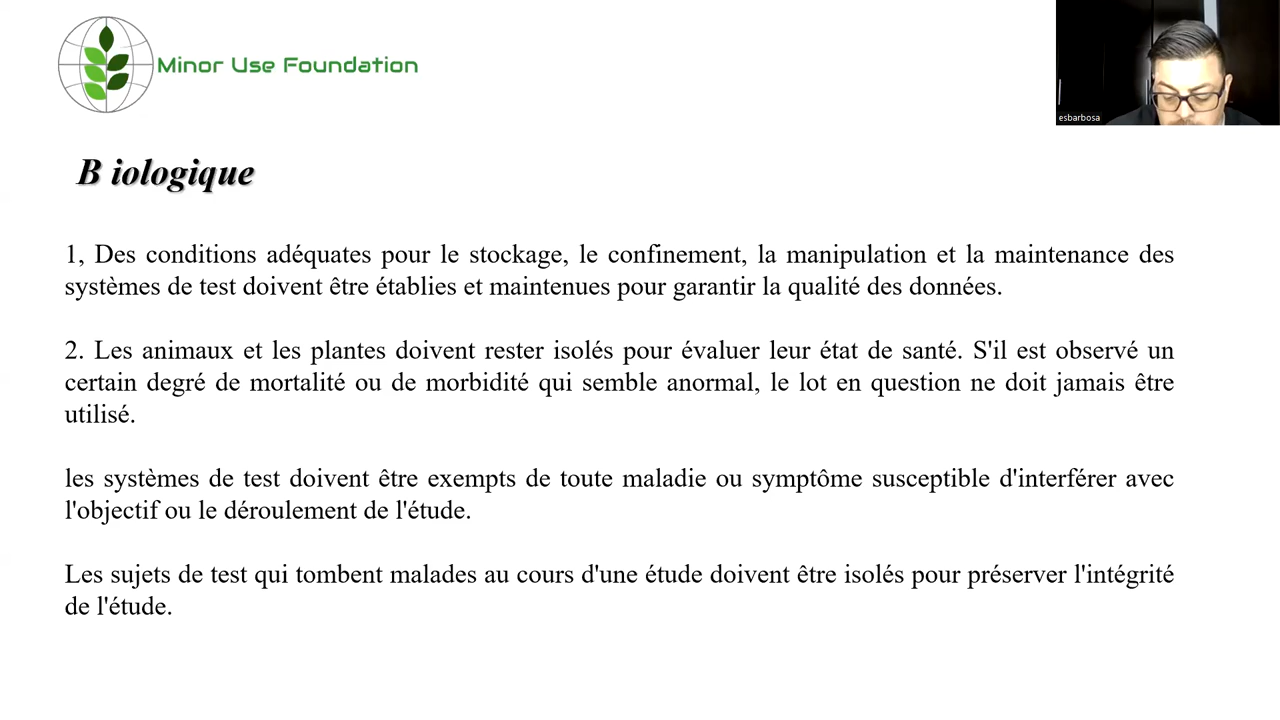 Minor Use Foundation
esbarbosa
B iologique
1, Des conditions adéquates pour le stockage, le confinement, la manipulation et la maintenance des
systèmes de test doivent être établies et maintenues pour garantir la qualité des données.
2. Les animaux et les plantes doivent rester isolés pour évaluer leur état de santé. S'il est observé un
certain degré de mortalité ou de morbidité qui semble anormal, le lot en question ne doit jamais être
utilisé.
les systèmes de test doivent être exempts de toute maladie ou symptôme susceptible d'interférer avec
l'objectif ou le déroulement de l'étude.
Les sujets de test qui tombent malades au cours d'une étude doivent être isolés pour préserver l'intégrité
de l'étude.